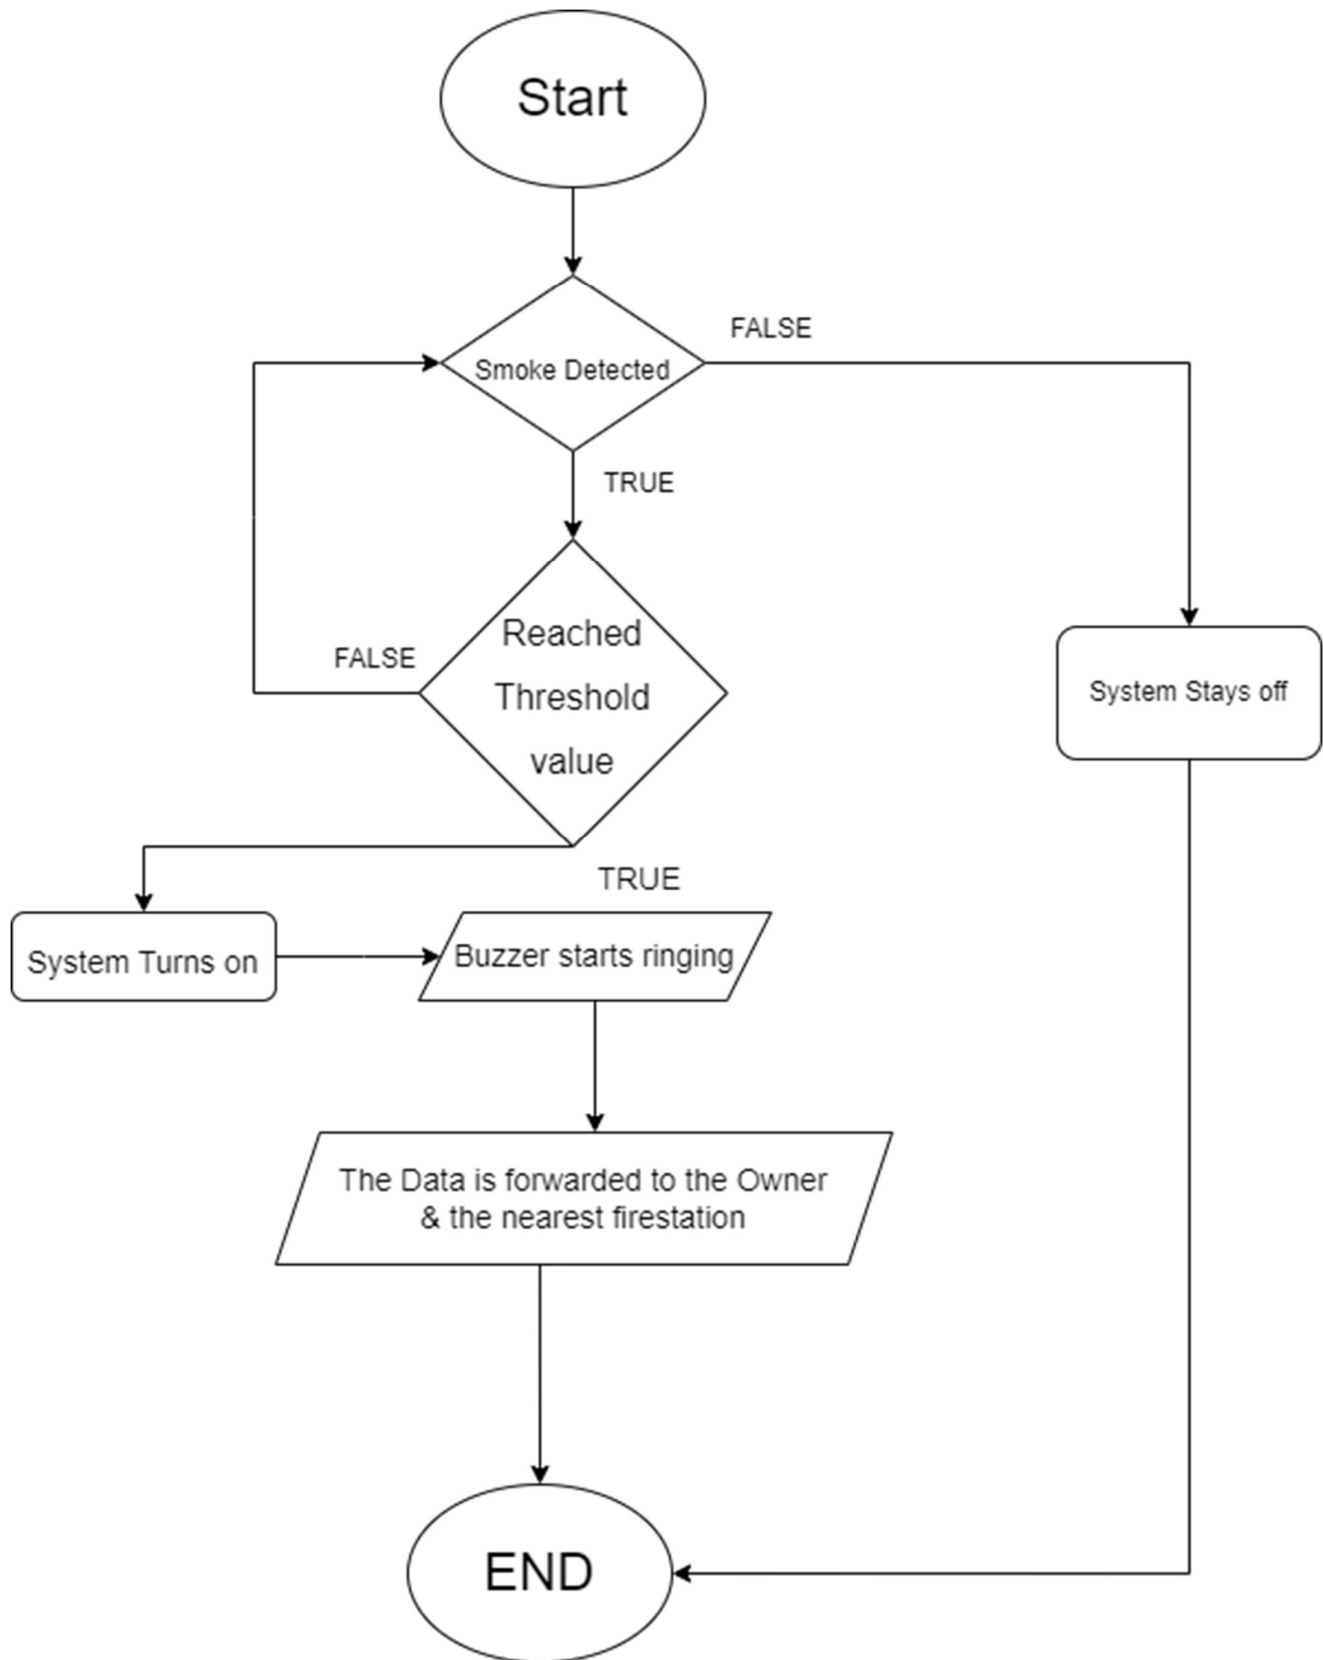 Start
FALSE
Smoke Detected
TRUE
Reached
FALSE
Threshold
value
System Stays off
TRUE
System Turns on
Buzzer starts ringing
The Data is forwarded to the Owner
& the nearest firestation
END